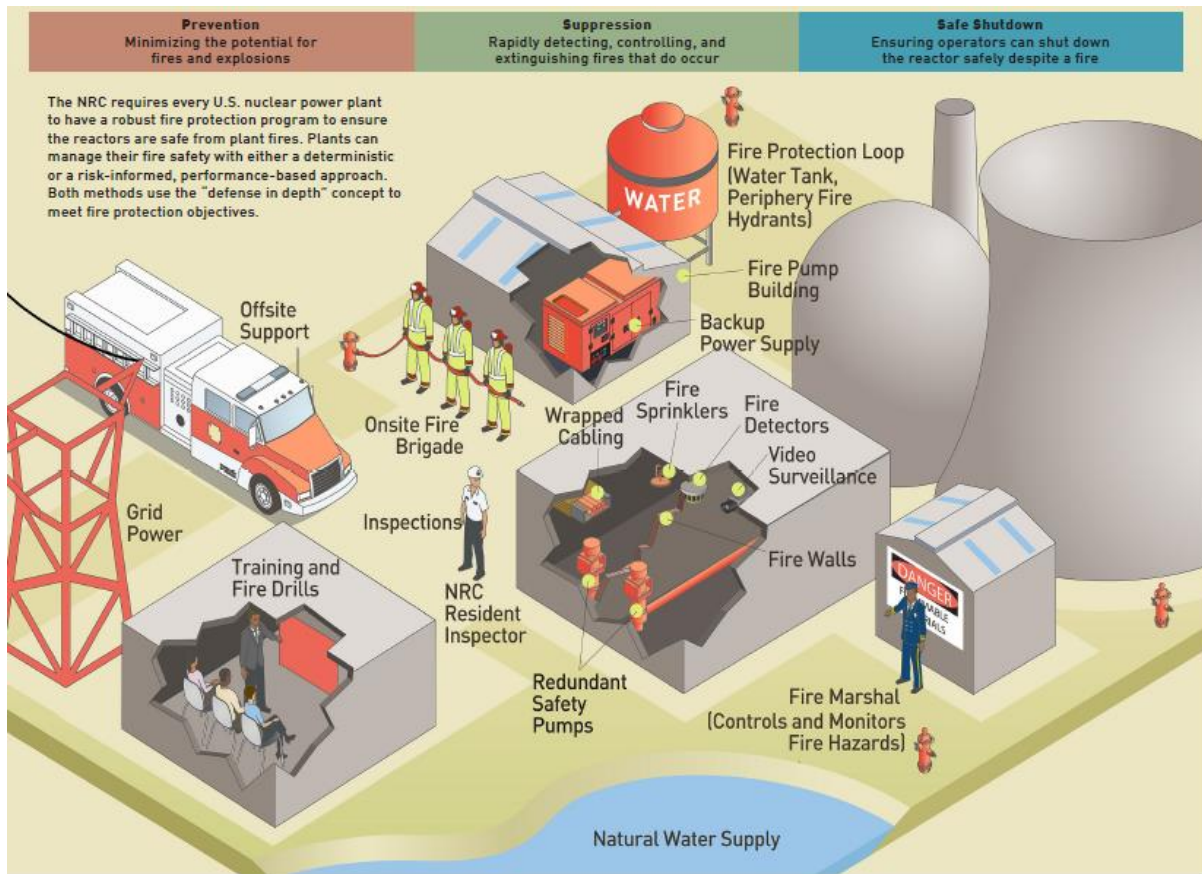 Prevention
Minimizing the potential for
fires and explosions
Suppression
Rapidly detecting, controlling, and
extinguishing fires that do occur
Safe Shutdown
Ensuring operators can shut down
the reactor safely despite a fire
The NRC requires every U.S. nuclear power plant
to have a robust fire protection program to ensure
the reactors are safe from plant fires. Plants can
manage their fire safety with either a deterministic
or a risk-informed, performance-based approach.
Both methods use the “defense in depth” concept to
meet fire protection objectives.
WATER
Fire Protection Loop
(Water Tank,
Periphery Fire
Hydrants)
Fire Pump
Building
Backup
Power Supply
Offsite
Support
Onsite Fire
Brigade
Wrapped
Cabling
Fire
Sprinklers
Fire
Detectors
Video
Surveillance
Grid
Power
Inspections
Fire Walls
Training and
Fire Drills
NRC
Resident
Inspector
DANGER
Redundant
Safety
Pumps
Fire Marshal
(Controls and Monitors
Fire Hazards)
Natural Water Supply